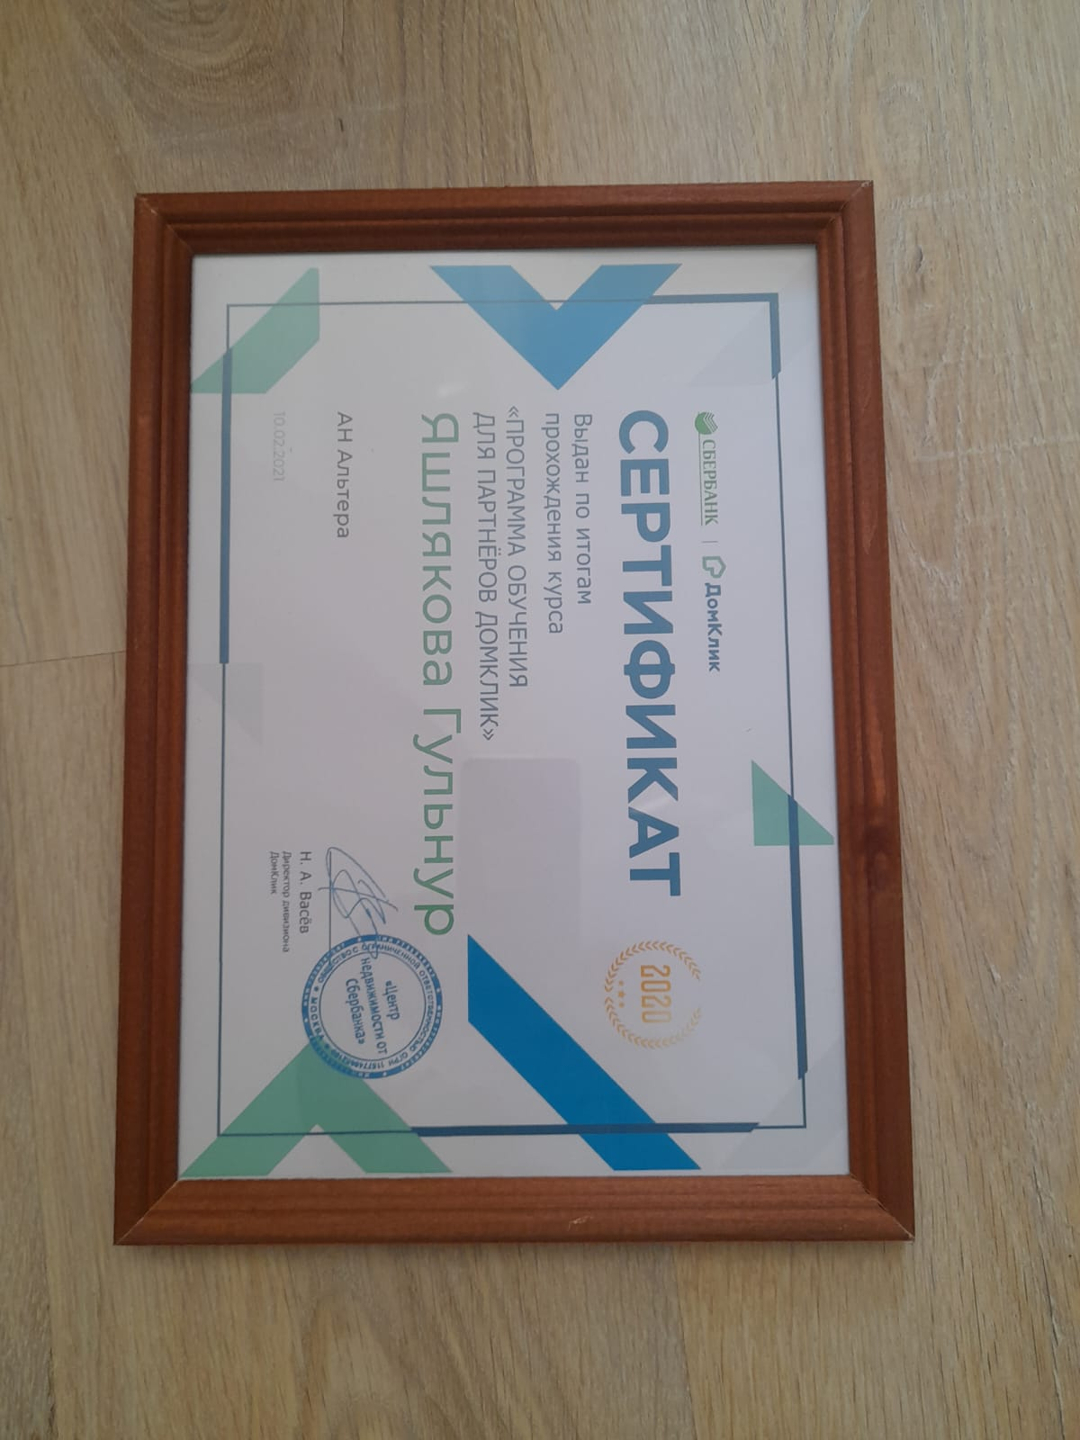 СБЕРБАНК | ДомКлик
СЕРТИФИКАТ
2020
Выдан по итогам
прохождения курса
«ПРОГРАММА ОБУЧЕНИЯ
ДЛЯ ПАРТНЁРОВ ДОМКЛИК»
Яшлякова Гульнур
АН Альтера
10.02.2021
Н. А. Васёв
Директор дивизиона
ДомКлик
«Центр
недвижимости от
Сбербанка»
МОСКВА